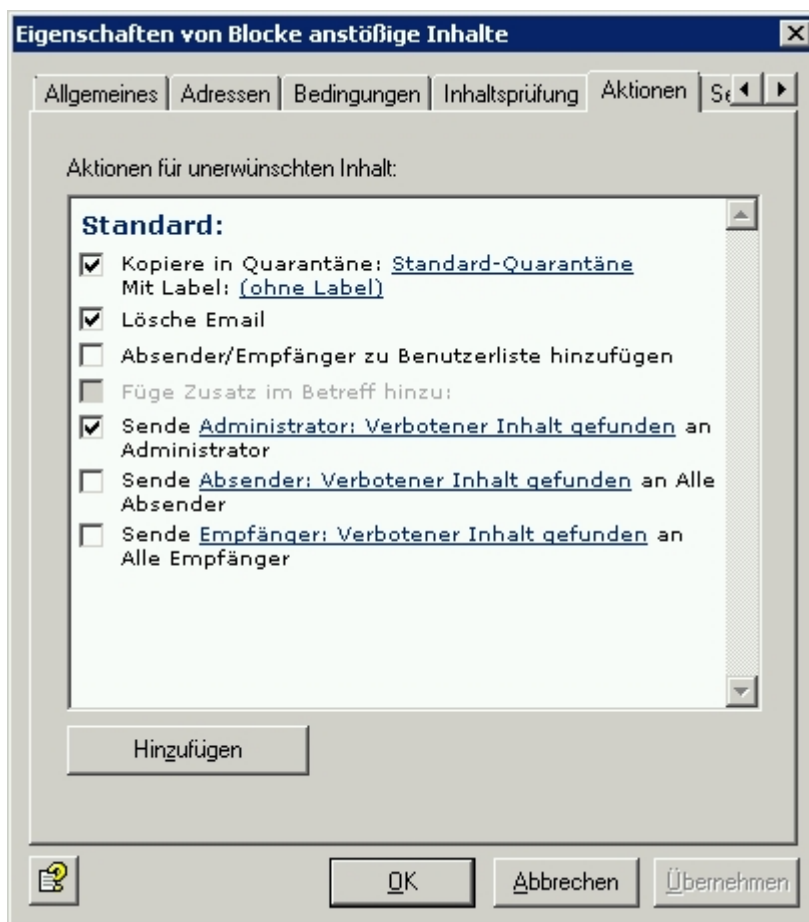 Eigenschaften von Blocke anstößige Inhalte
Allgemeines Adressen Bedingungen Inhaltsprüfung Aktionen
Aktionen für unerwünschten Inhalt:
Standard:
Kopiere in Quarantäne: Standard-Quarantäne
Mit Label: (ohne Label)
Lösche Email
Absender/Empfänger zu Benutzerliste hinzufügen
Füge Zusatz im Betreff hinzu:
Sende Administrator: Verbotener Inhalt gefunden an
Administrator
Sende Absender: Verbotener Inhalt gefunden an Alle
Absender
Sende Empfänger: Verbotener Inhalt gefunden an
Alle Empfänger
Hinzufügen
OK Abbrechen Übernehmen